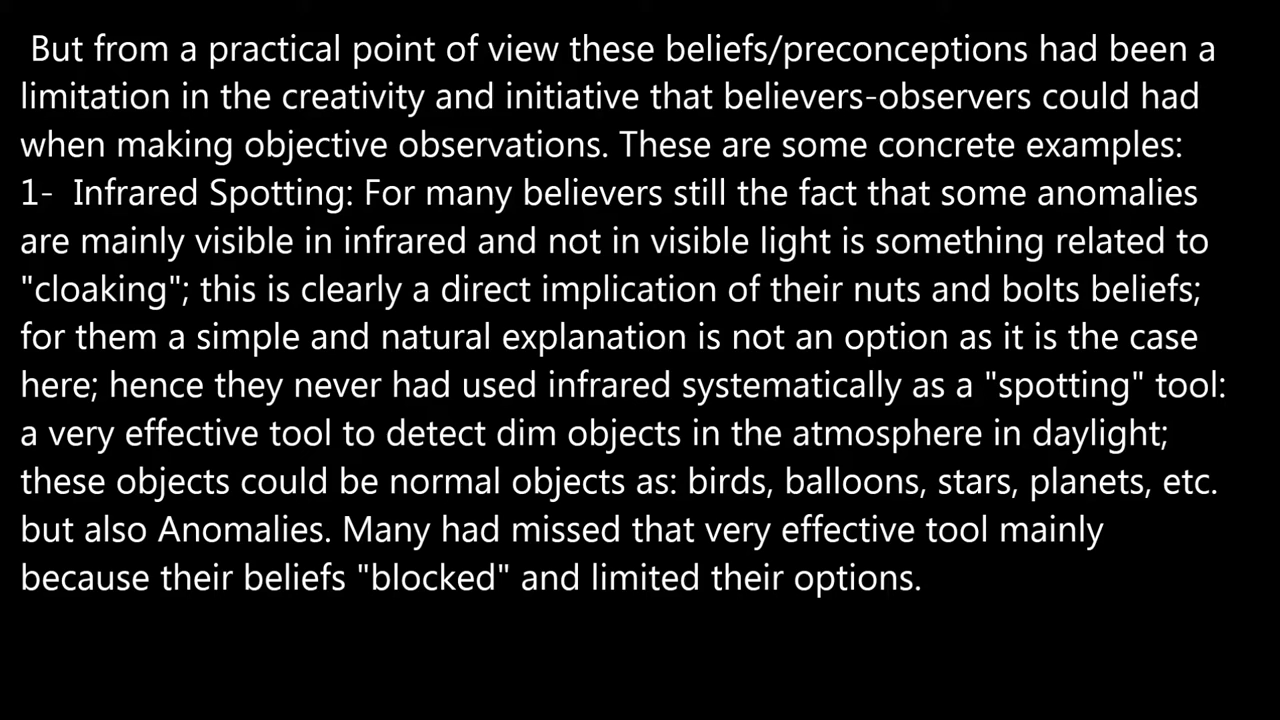 But from a practical point of view these beliefs/preconceptions had been a
limitation in the creativity and initiative that believers-observers could had
when making objective observations. These are some concrete examples:
1- Infrared Spotting: For many believers still the fact that some anomalies
are mainly visible in infrared and not in visible light is something related to
"cloaking"; this is clearly a direct implication of their nuts and bolts beliefs;
for them a simple and natural explanation is not an option as it is the case
here; hence they never had used infrared systematically as a "spotting" tool:
a very effective tool to detect dim objects in the atmosphere in daylight;
these objects could be normal objects as: birds, balloons, stars, planets, etc.
but also Anomalies. Many had missed that very effective tool mainly
because their beliefs "blocked" and limited their options.